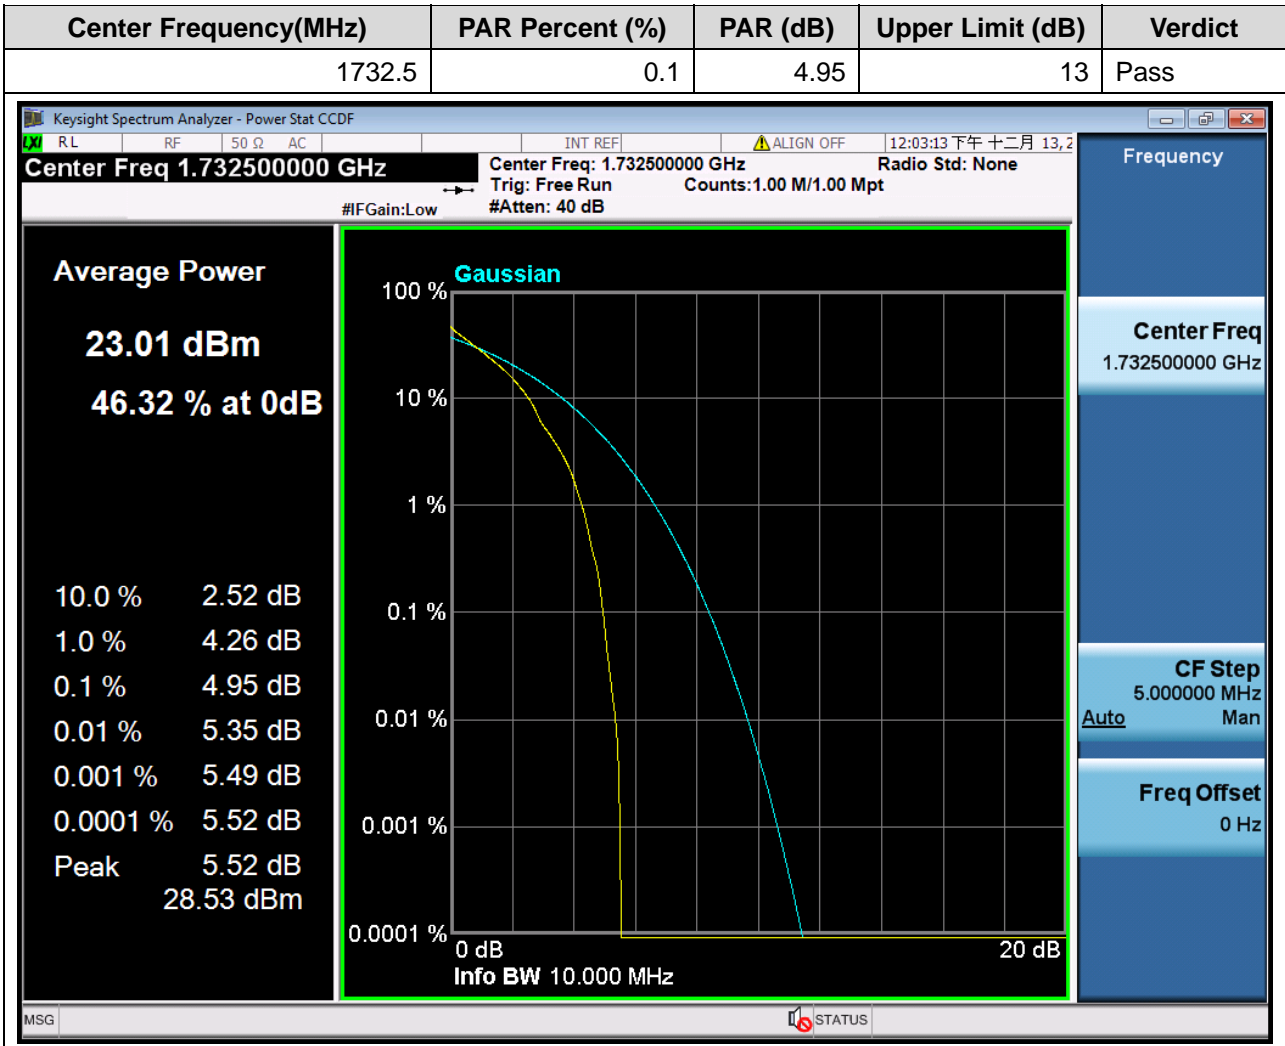 Center Frequency(MHz) PAR Percent (%) PAR (dB) Upper Limit (dB) Verdict
1732.5 0.1 4.95 13 Pass
Keysight Spectrum Analyzer - Power Stat CCDF
LXI RL RF 50 Ω AC INT REF ALIGN OFF 12:03:13 下午 十二月 13, 2
Center Freq 1.732500000 GHz
Center Freq: 1.732500000 GHz Radio Std: None
Trig: Free Run Counts:1.00 M/1.00 Mpt
#IFGain:Low #Atten: 40 dB
Average Power
23.01 dBm
46.32 % at 0dB
10.0 % 2.52 dB
1.0 % 4.26 dB
0.1 % 4.95 dB
0.01 % 5.35 dB
0.001 % 5.49 dB
0.0001 % 5.52 dB
Peak 5.52 dB
28.53 dBm
Gaussian
100 %
10 %
1 %
0.1 %
0.01 %
0.001 %
0.0001 %
0 dB 20 dB
Info BW 10.000 MHz
Frequency
Center Freq
1.732500000 GHz
CF Step
5.000000 MHz
Auto Man
Freq Offset
0 Hz
MSG STATUS